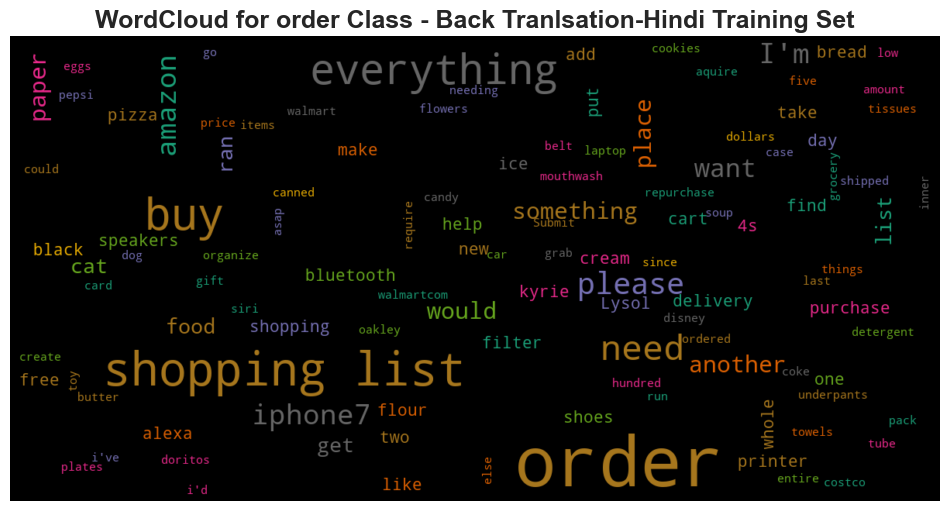 WordCloud for order Class - Back Tranlsation-Hindi Training Set
paper
eggs
pepsi
pizza
amazon
go
price
items
ran
walmart
everything
needing
flowers
add
put
cookies
aquire
place
I'm
bread
low
five
amount
take
tissues
could
make
ice
belt
laptop
mouthwash
want
dollars
case
day
grocery
shipped
inner
canned
candy
repurchase
buy
asap
require
something
Submit
cart
soup
4s
find
list
black
speakers
help
cat
dog
organize
new
car
grab
cream
since
things
last
card
gift
bluetooth
walmartcom
kyrie
please
Lysol
delivery
purchase
siri
food
shopping
oakley
would
disney
filter
ordered
detergent
create
shopping list
need
another
coke
free
toy
butter
hundred
run
one
underpants
iphone7
flour
shoes
whole
pack
alexa
get
two
towels
tube
i've
plates
doritos
else
order
printer
entire
costco
i'd
like